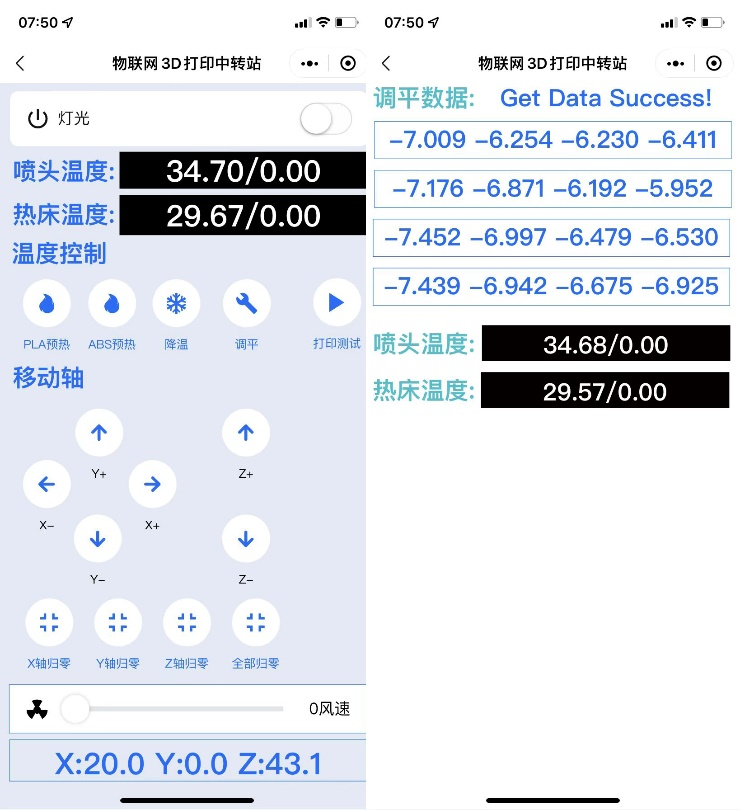 07:50
物联网3D打印中转站
灯光
喷头温度: 34.70/0.00
热床温度: 29.67/0.00
温度控制
PLA预热 ABS预热 降温 调平 打印测试
移动轴
Y+ Z+
X− X+
Y− Z−
X轴归零 Y轴归零 Z轴归零 全部归零
0风速
X:20.0 Y:0.0 Z:43.1
07:50
物联网3D打印中转站
调平数据: Get Data Success!
−7.009 −6.254 −6.230 −6.411
−7.176 −6.871 −6.192 −5.952
−7.452 −6.997 −6.479 −6.530
−7.439 −6.942 −6.675 −6.925
喷头温度: 34.68/0.00
热床温度: 29.57/0.00